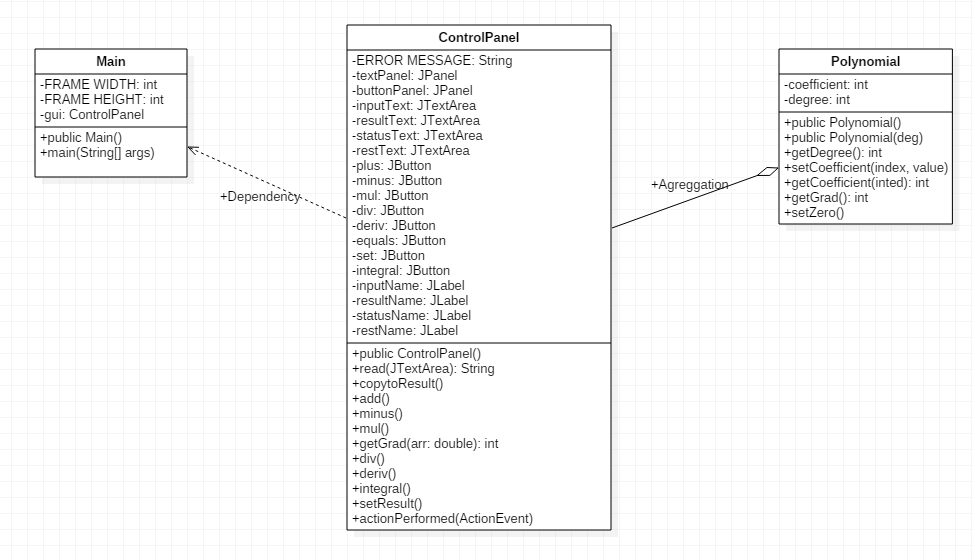 Main
-FRAME WIDTH: int
-FRAME HEIGHT: int
-gui: ControlPanel
+public Main()
+main(String[] args)
+Dependency
ControlPanel
-ERROR MESSAGE: String
-textPanel: JPanel
-buttonPanel: JPanel
-inputText: JTextArea
-resultText: JTextArea
-statusText: JTextArea
-restText: JTextArea
-plus: JButton
-minus: JButton
-mul: JButton
-div: JButton
-deriv: JButton
-equals: JButton
-set: JButton
-integral: JButton
-inputName: JLabel
-resultName: JLabel
-statusName: JLabel
-restName: JLabel
+public ControlPanel()
+read(JTextArea): String
+copytoResult()
+add()
+minus()
+mul()
+getGrad(arr: double): int
+div()
+deriv()
+integral()
+setResult()
+actionPerformed(ActionEvent)
+Agreggation
Polynomial
-coefficient: int
-degree: int
+public Polynomial()
+public Polynomial(deg)
+getDegree(): int
+setCoefficient(index, value)
+getCoefficient(inted): int
+getGrad(): int
+setZero()